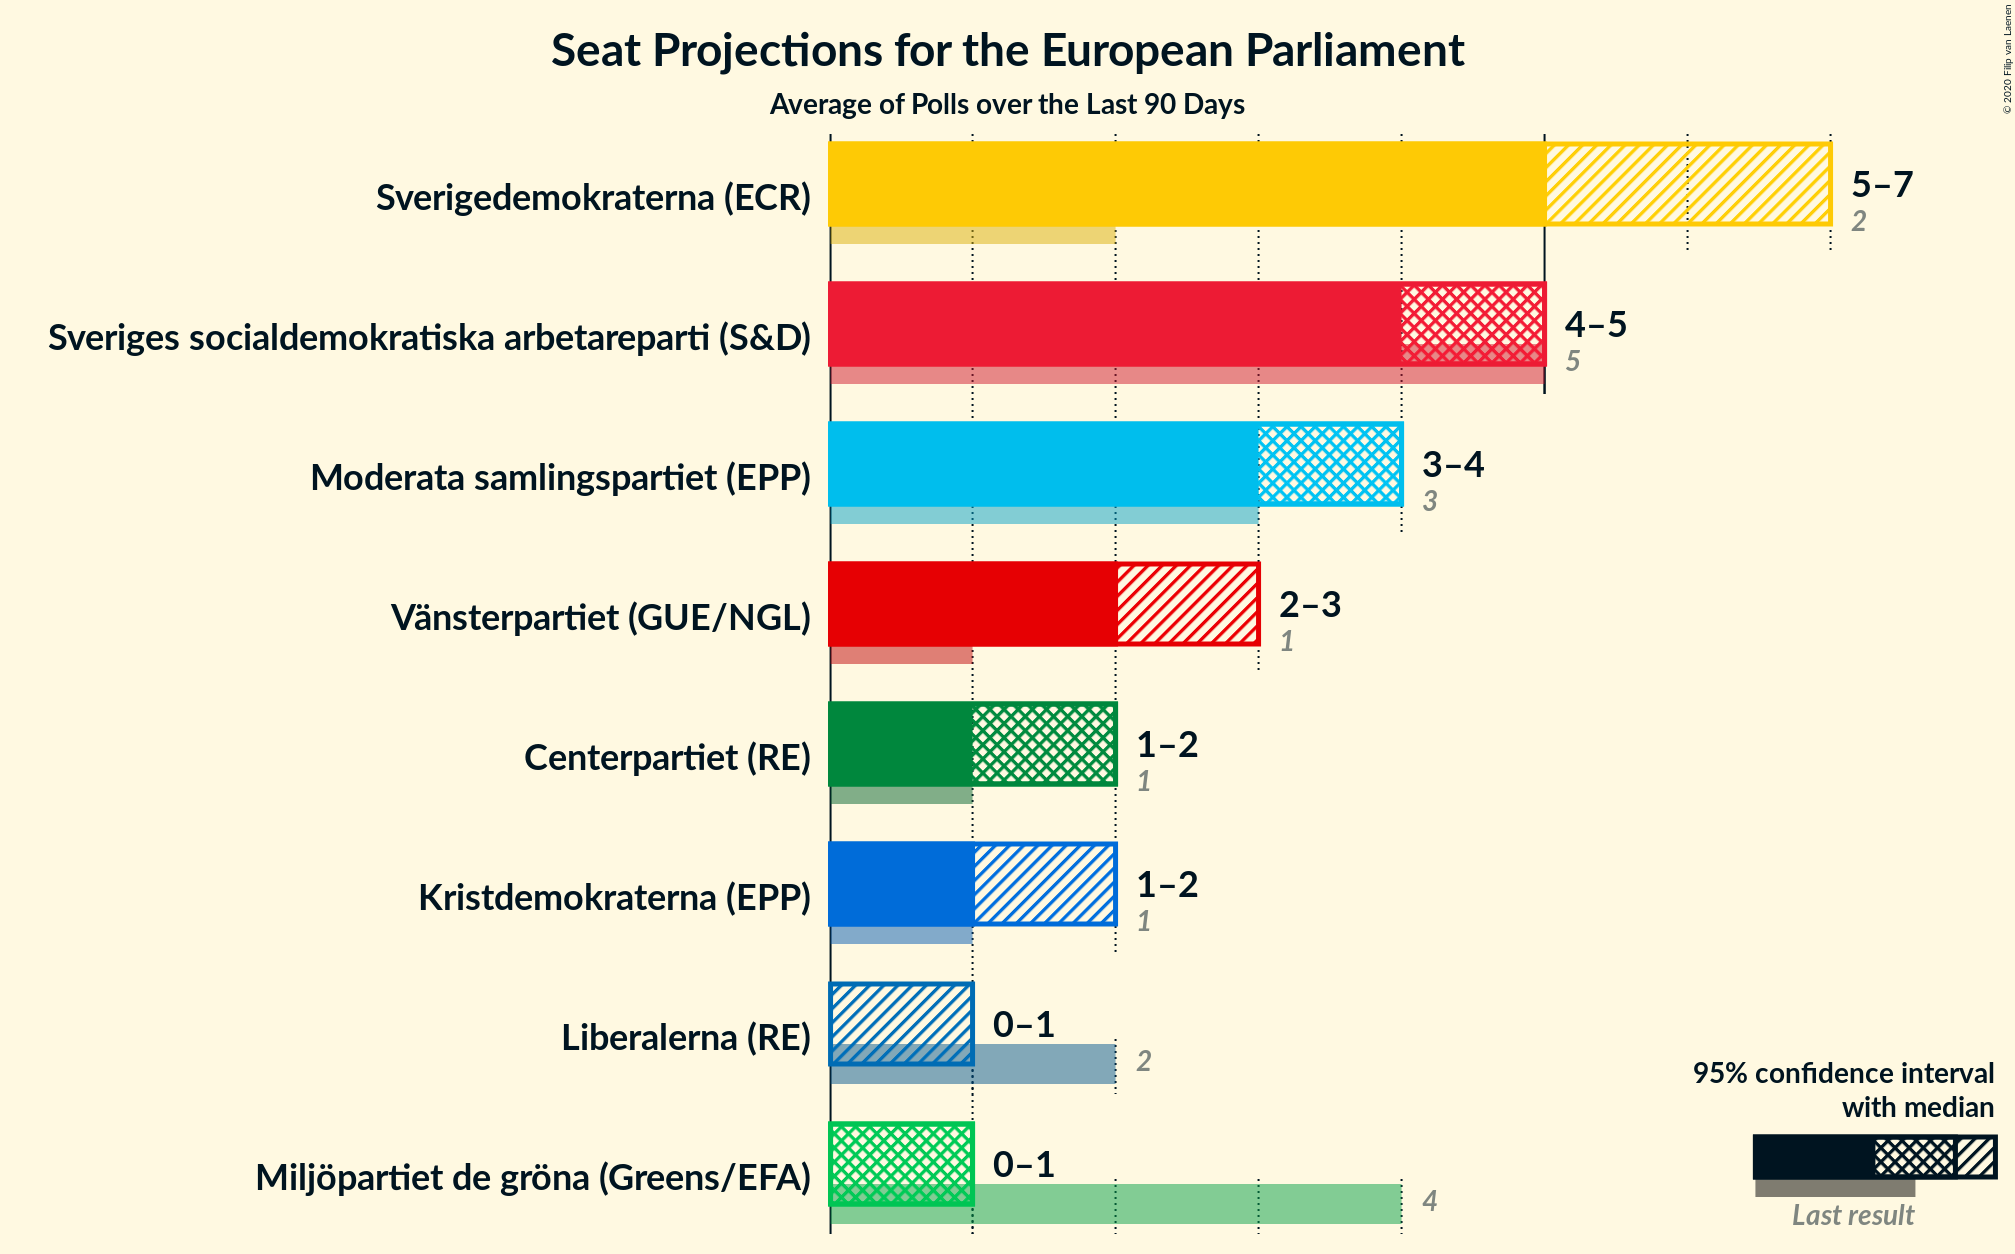 Seat Projections for the European Parliament
Average of Polls over the Last 90 Days
© 2020 Filip van Laenen
Sverigedemokraterna (ECR)
5–7
2
Sveriges socialdemokratiska arbetareparti (S&D)
4–5
5
Moderata samlingspartiet (EPP)
3–4
3
Vänsterpartiet (GUE/NGL)
2–3
1
Centerpartiet (RE)
1–2
1
Kristdemokraterna (EPP)
1–2
1
Liberalerna (RE)
0–1
2
Miljöpartiet de gröna (Greens/EFA)
0–1
4
95% confidence interval
with median
Last result